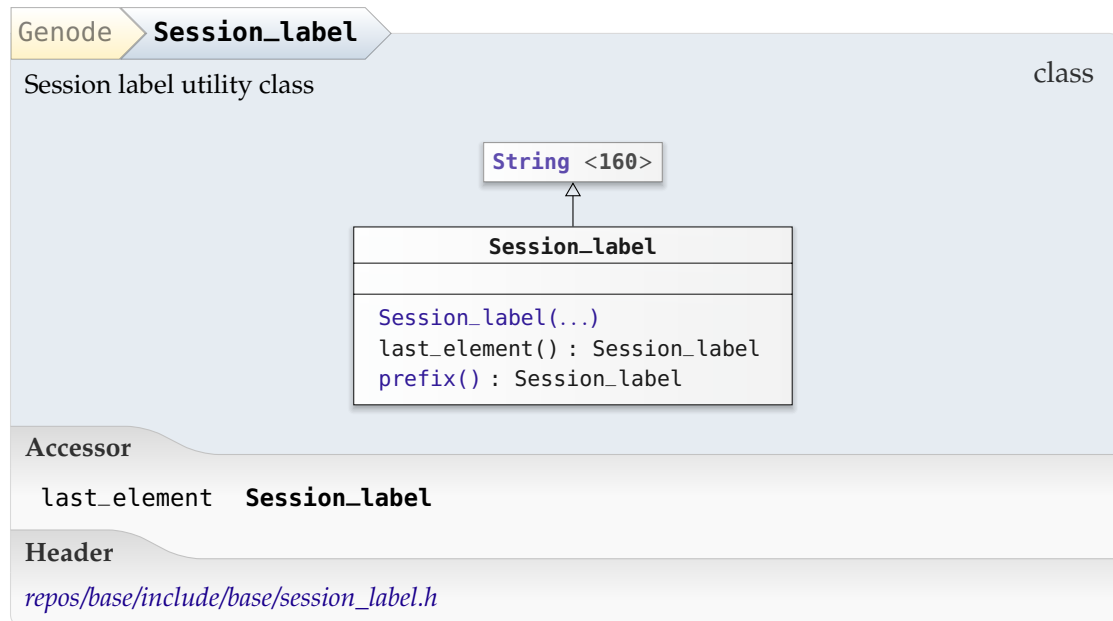 Genode Session_label
class
Session label utility class
String <160>
Session_label
Session_label(...)
last_element() : Session_label
prefix() : Session_label
Accessor
last_element Session_label
Header
repos/base/include/base/session_label.h